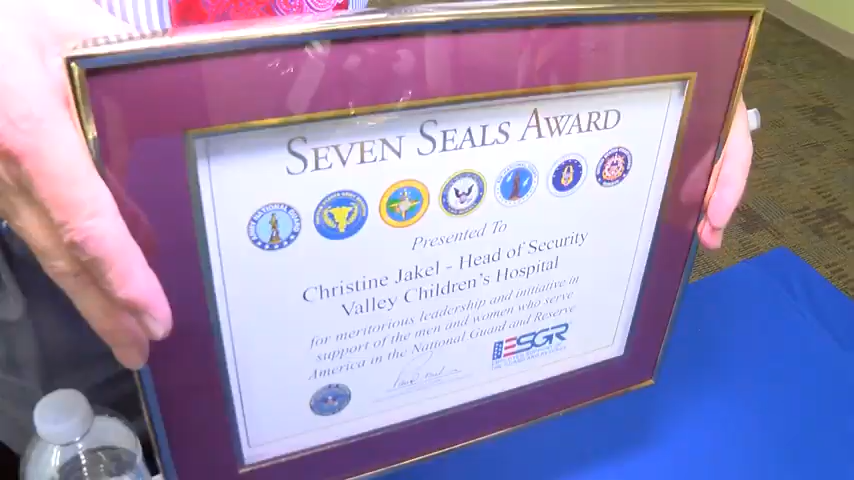 SEVEN SEALS AWARD
Presented To
Christine Jakel - Head of Security
Valley Children's Hospital
for meritorious leadership and initiative in
support of the men and women who serve
America in the National Guard and Reserve
ESGR